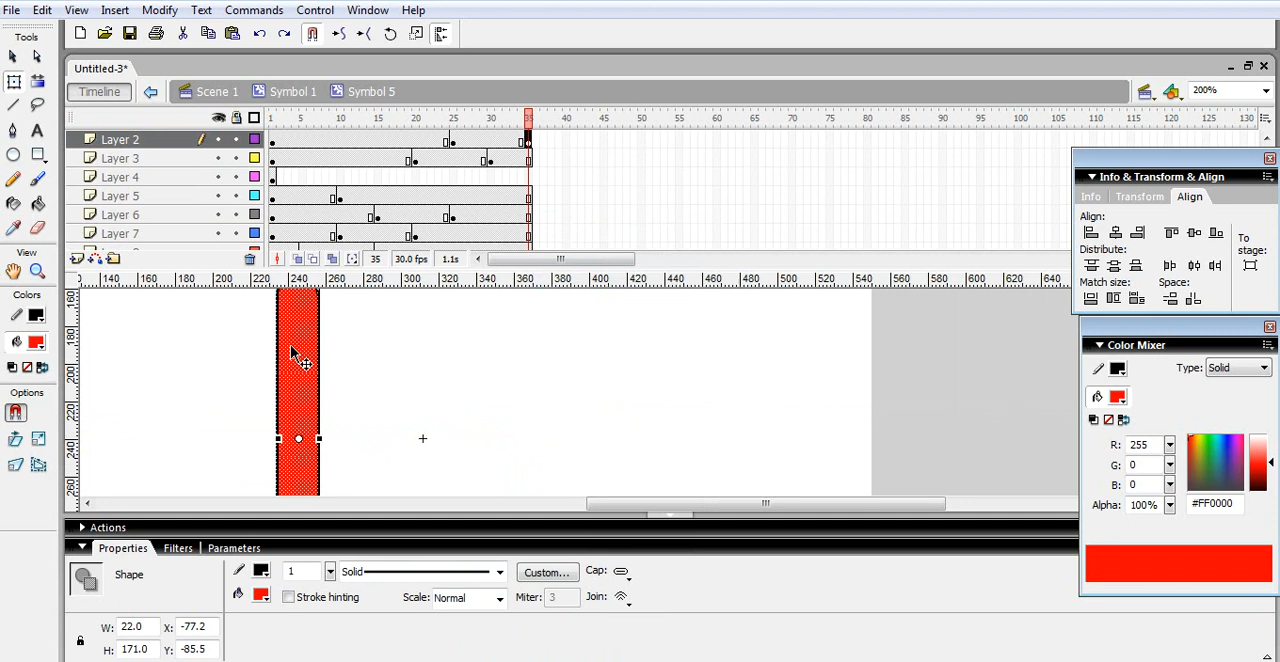 File Edit View Insert Modify Text Commands Control Window Help
Tools
Untitled-3*
Timeline Scene 1 Symbol 1 Symbol 5 200%
1 5 10 15 20 25 30 35 40 45 50 55 60 65 70 75 80 85 90 95 100 105 110 115 120 125 130
Layer 2
Layer 3
Layer 4
Layer 5
Layer 6
Layer 7
35 30.0 fps 1.1s
140 160 180 200 220 240 260 280 300 320 340 360 380 400 420 440 460 480 500 520 540 560 580 600 620 640
160
180
200
220
240
260
View
Colors
Options
Info & Transform & Align
Info Transform Align
Align:
Distribute:
Match size: Space:
To stage:
Color Mixer
Type: Solid
R: 255
G: 0
B: 0
Alpha: 100% #FF0000
Actions
Properties Filters Parameters
Shape
1 Solid Custom... Cap:
Stroke hinting Scale: Normal Miter: 3 Join:
W: 22.0 X: -77.2
H: 171.0 Y: -85.5